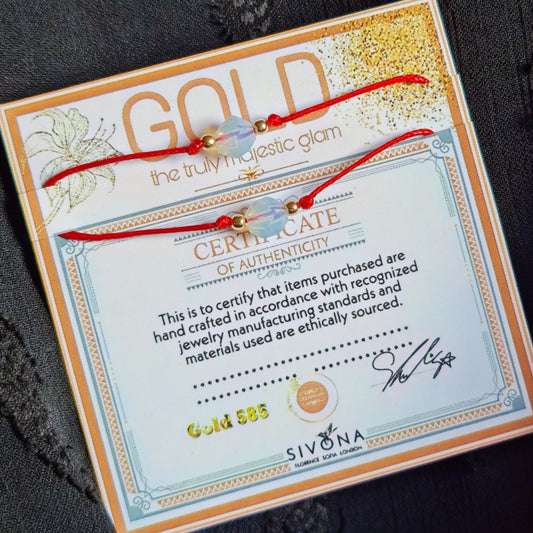 GOLD
the truly majestic glam
CERTIFICATE
OF AUTHENTICITY
This is to certify that items purchased are
hand crafted in accordance with recognized
jewelry manufacturing standards and
materials used are ethically sourced.
Gold 585
SIVONA
FLORENCE SOFIA LONDON